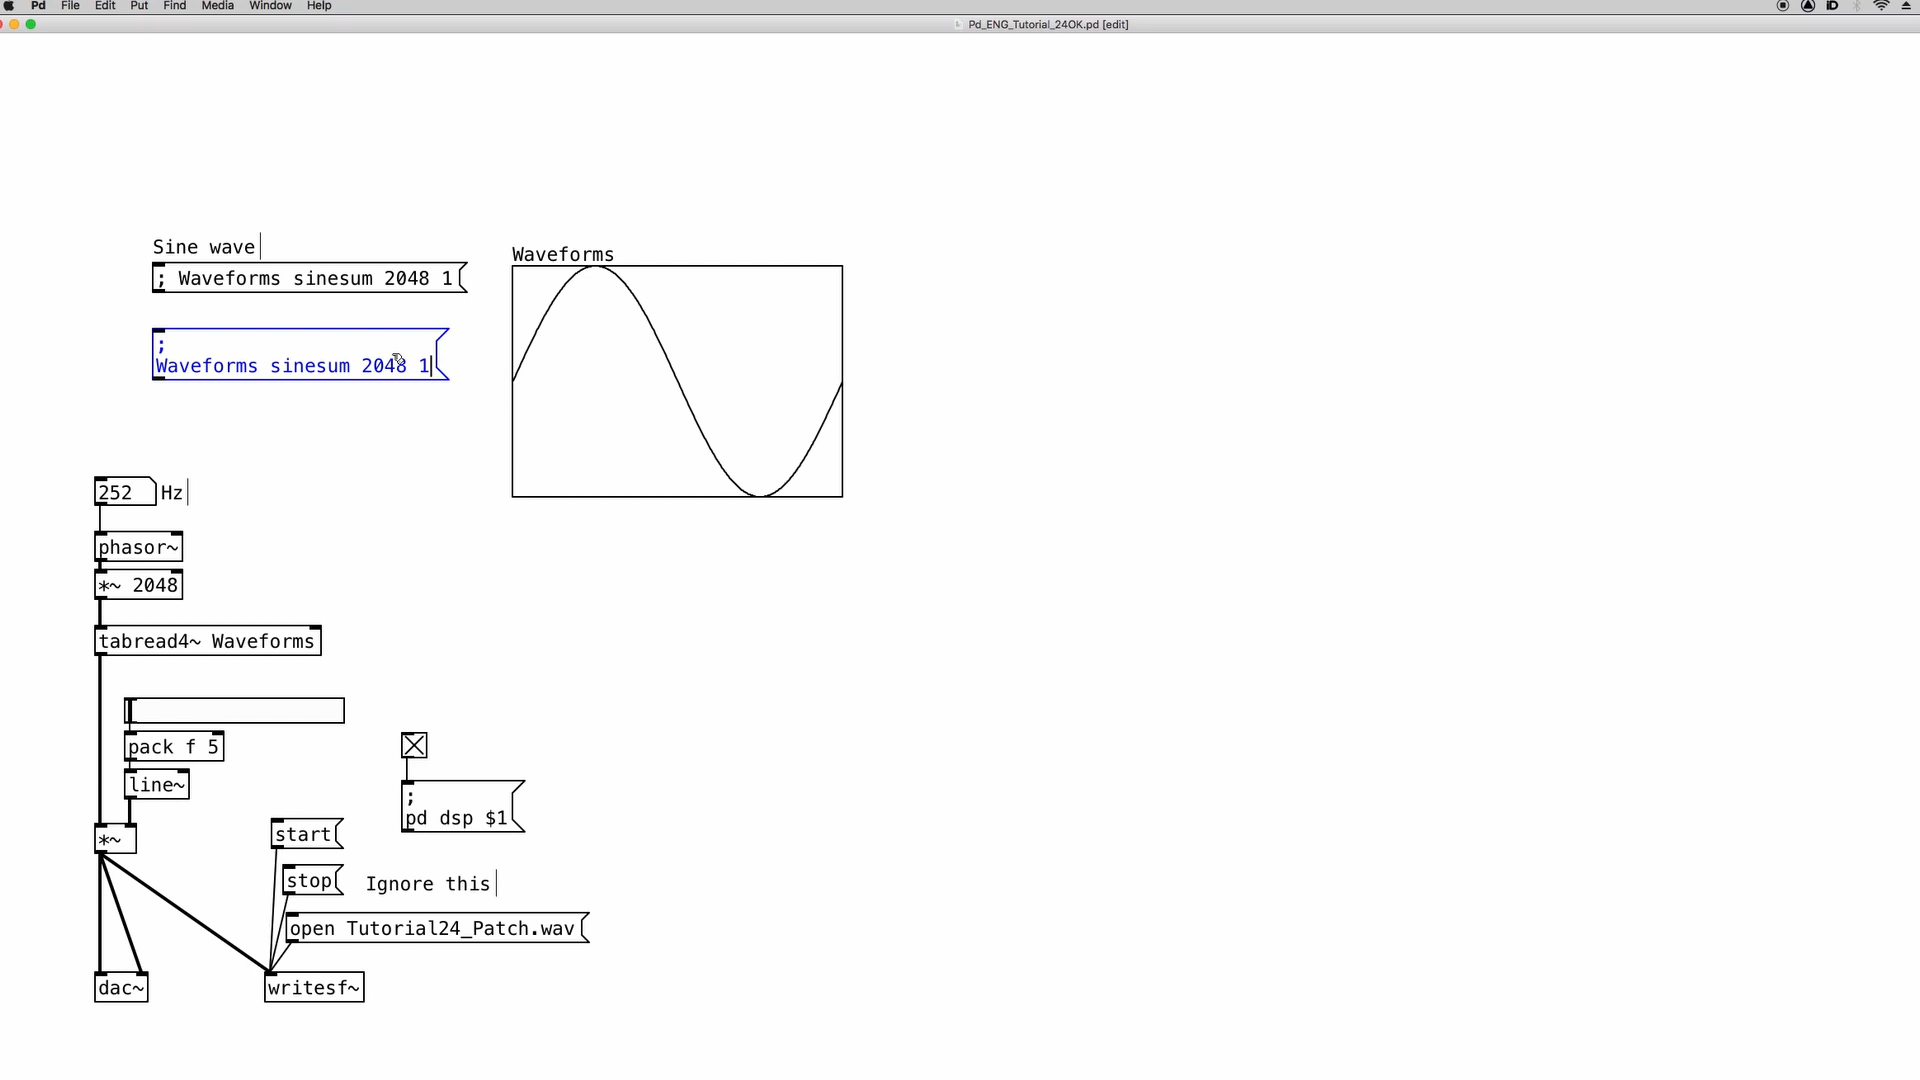 Pd File Edit Put Find Media Window Help
Pd_ENG_Tutorial_24OK.pd [edit]
Sine wave
; Waveforms sinesum 2048 1
Waveforms
;
Waveforms sinesum 2048 1
252 Hz
phasor~
*~ 2048
tabread4~ Waveforms
pack f 5
line~
;
pd dsp $1
*~
start
stop
Ignore this
open Tutorial24_Patch.wav
dac~
writesf~